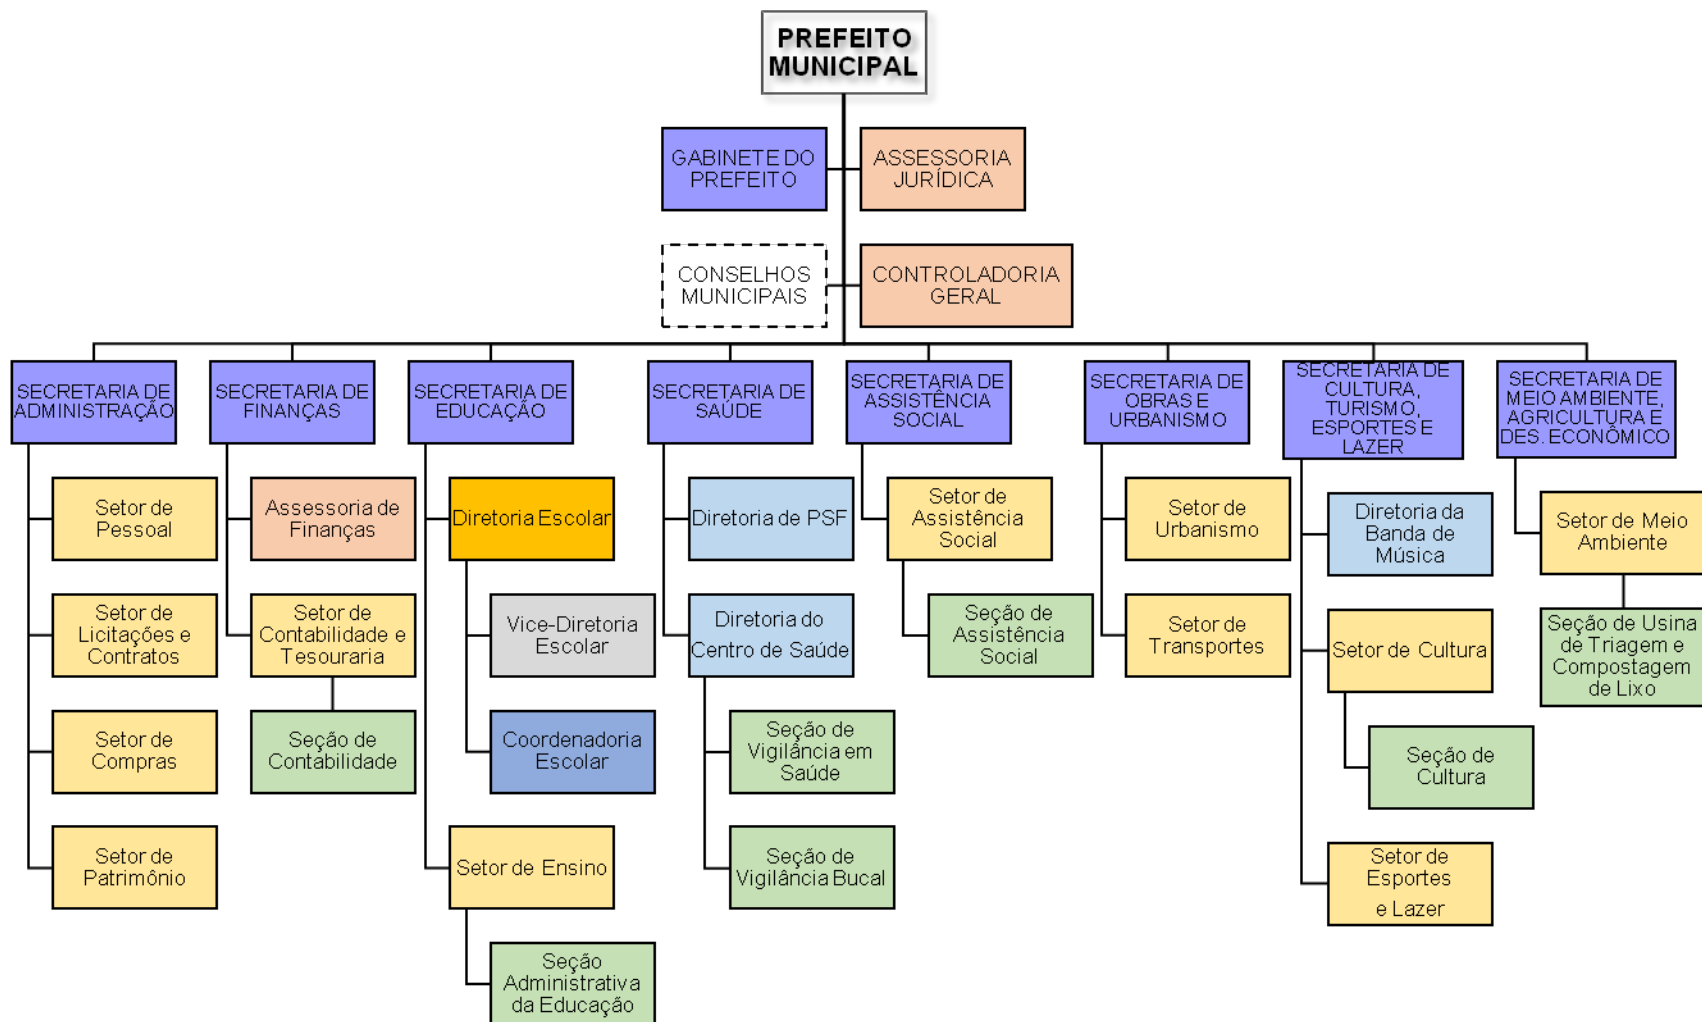 PREFEITO
MUNICIPAL
GABINETE DO
PREFEITO
ASSESSORIA
JURÍDICA
CONSELHOS
MUNICIPAIS
CONTROLADORIA
GERAL
SECRETARIA DE
ADMINISTRAÇÃO
SECRETARIA DE
FINANÇAS
SECRETARIA DE
EDUCAÇÃO
SECRETARIA DE
SAÚDE
SECRETARIA DE
ASSISTÊNCIA
SOCIAL
SECRETARIA DE
OBRAS E
URBANISMO
SECRETARIA DE
CULTURA,
TURISMO,
ESPORTES E
LAZER
SECRETARIA DE
MEIO AMBIENTE,
AGRICULTURA E
DES. ECONÔMICO
Setor de
Pessoal
Setor de
Licitações e
Contratos
Setor de
Compras
Setor de
Patrimônio
Assessoria de
Finanças
Setor de
Contabilidade e
Tesouraria
Seção de
Contabilidade
Diretoria Escolar
Vice-Diretoria
Escolar
Coordenadoria
Escolar
Setor de Ensino
Seção
Administrativa
da Educação
Diretoria de PSF
Diretoria do
Centro de Saúde
Seção de
Vigilância em
Saúde
Seção de
Vigilância Bucal
Setor de
Assistência
Social
Seção de
Assistência
Social
Setor de
Urbanismo
Setor de
Transportes
Diretoria da
Banda de
Música
Setor de Cultura
Seção de
Cultura
Setor de
Esportes
e Lazer
Setor de Meio
Ambiente
Seção de Usina
de Triagem e
Compostagem
de Lixo